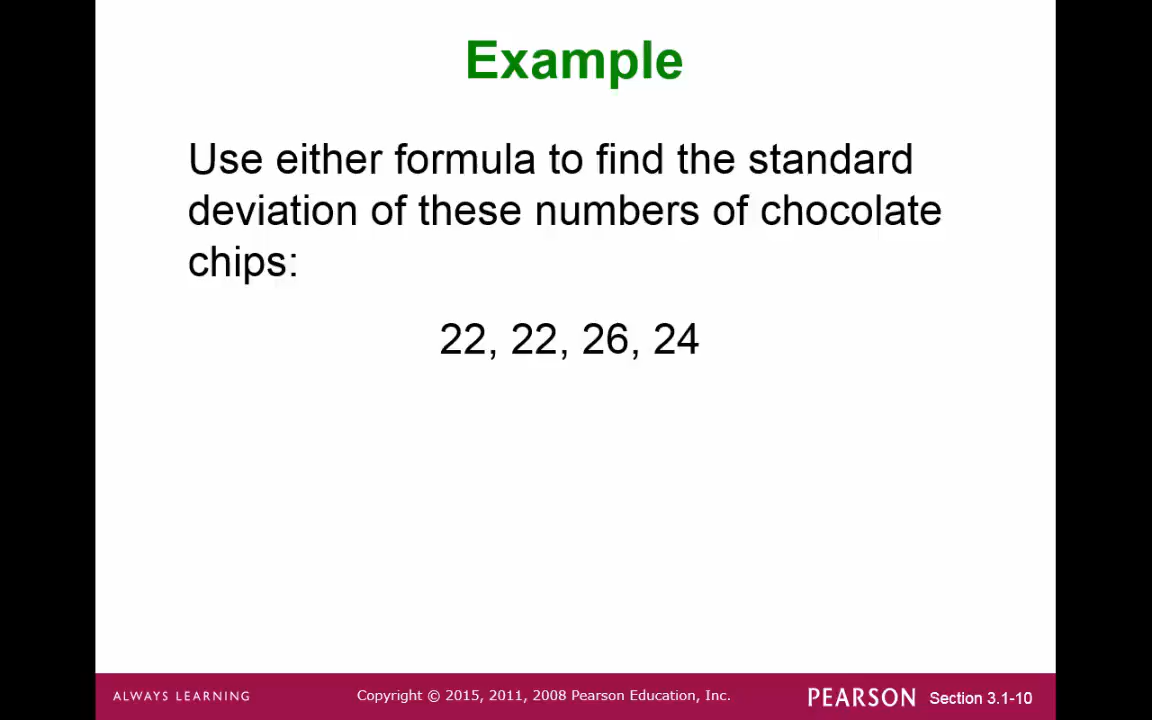 Example
Use either formula to find the standard
deviation of these numbers of chocolate
chips:
22, 22, 26, 24
ALWAYS LEARNING
Copyright © 2015, 2011, 2008 Pearson Education, Inc.
PEARSON
Section 3.1-10